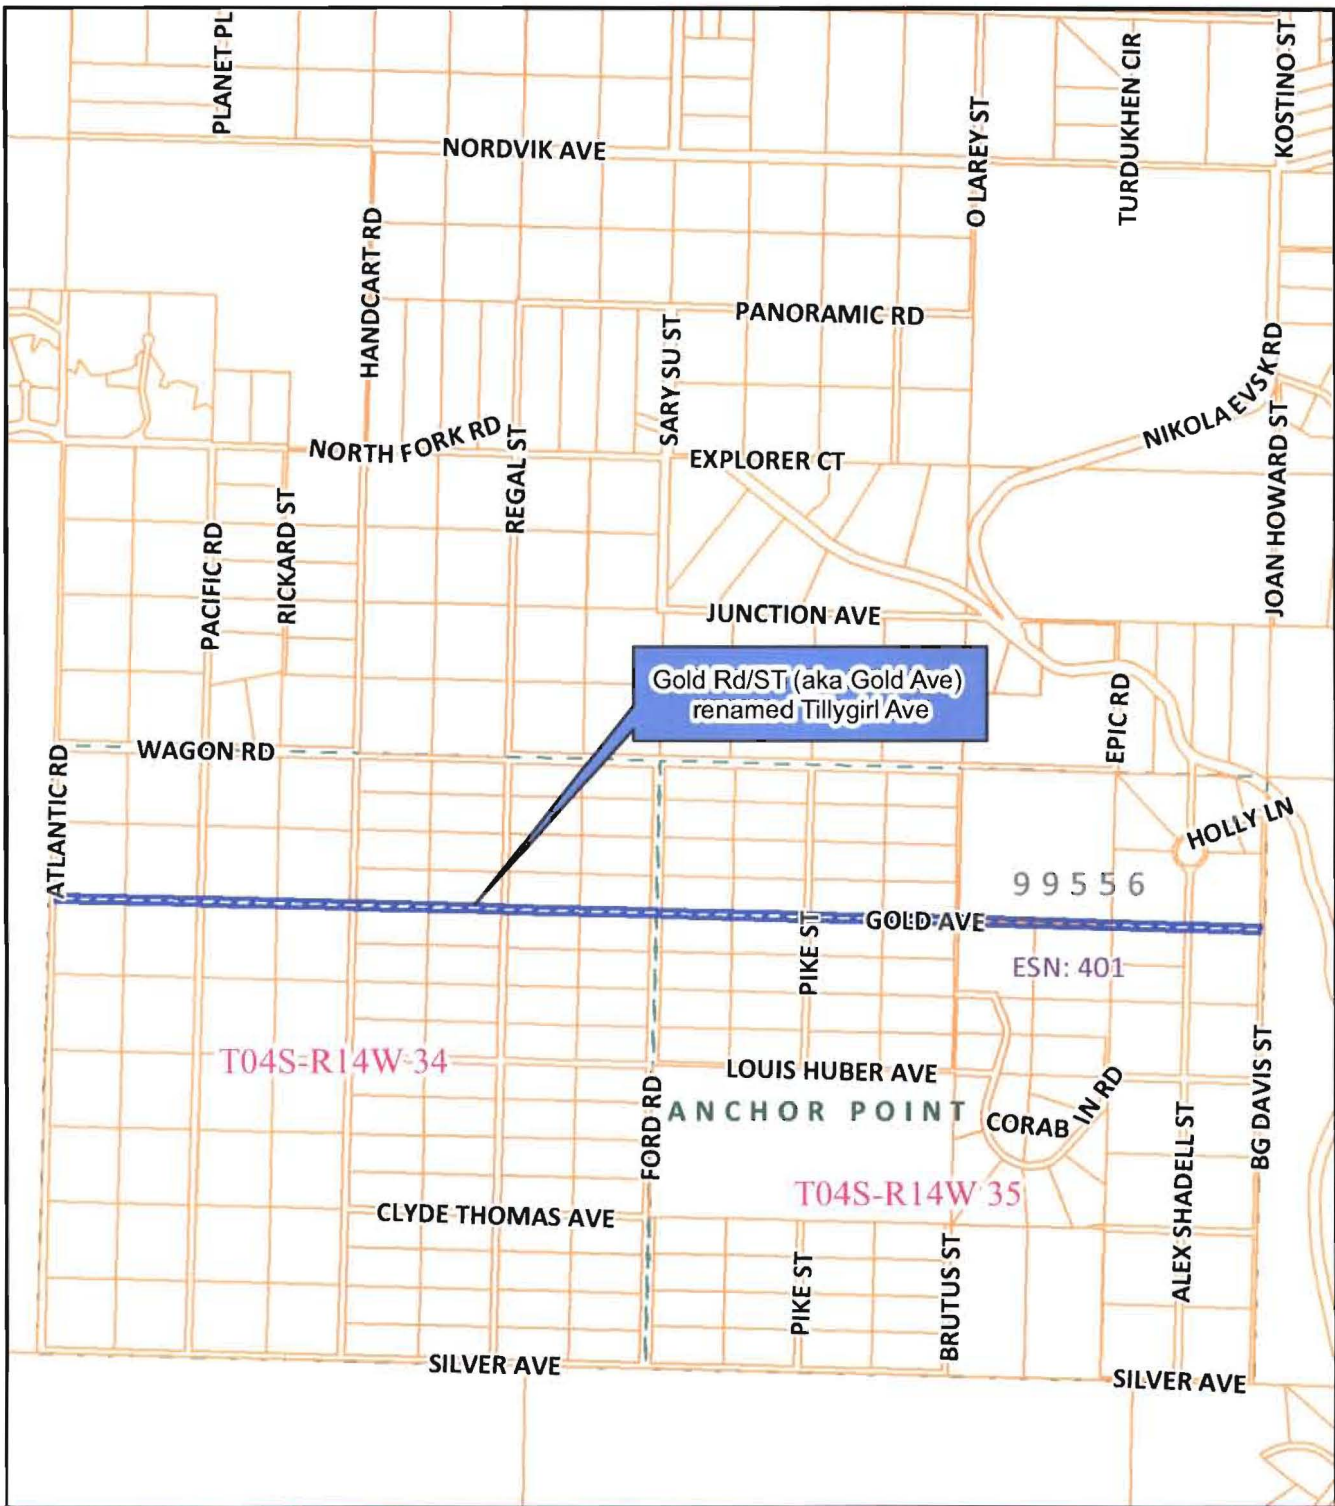 PLANET PL
NORDVIK AVE
O LAREY ST
TURDUKHEN CIR
KOSTINO ST
HANDCART RD
PANORAMIC RD
SARY SU ST
NORTH FORK RD
REGAL ST
EXPLORER CT
NIKOLAEVSK RD
JOAN HOWARD ST
PACIFIC RD
RICKARD ST
JUNCTION AVE
Gold Rd/ST (aka Gold Ave)
renamed Tillygirl Ave
EPIC RD
WAGON RD
ATLANTIC RD
HOLLY LN
99556
GOLD AVE
PIKE ST
ESN: 401
T04S-R14W 34
LOUIS HUBER AVE
ANCHOR POINT
FORD RD
CORABIN RD
BG DAVIS ST
ALEX SHADELL ST
T04S-R14W 35
CLYDE THOMAS AVE
PIKE ST
BRUTUS ST
SILVER AVE
SILVER AVE